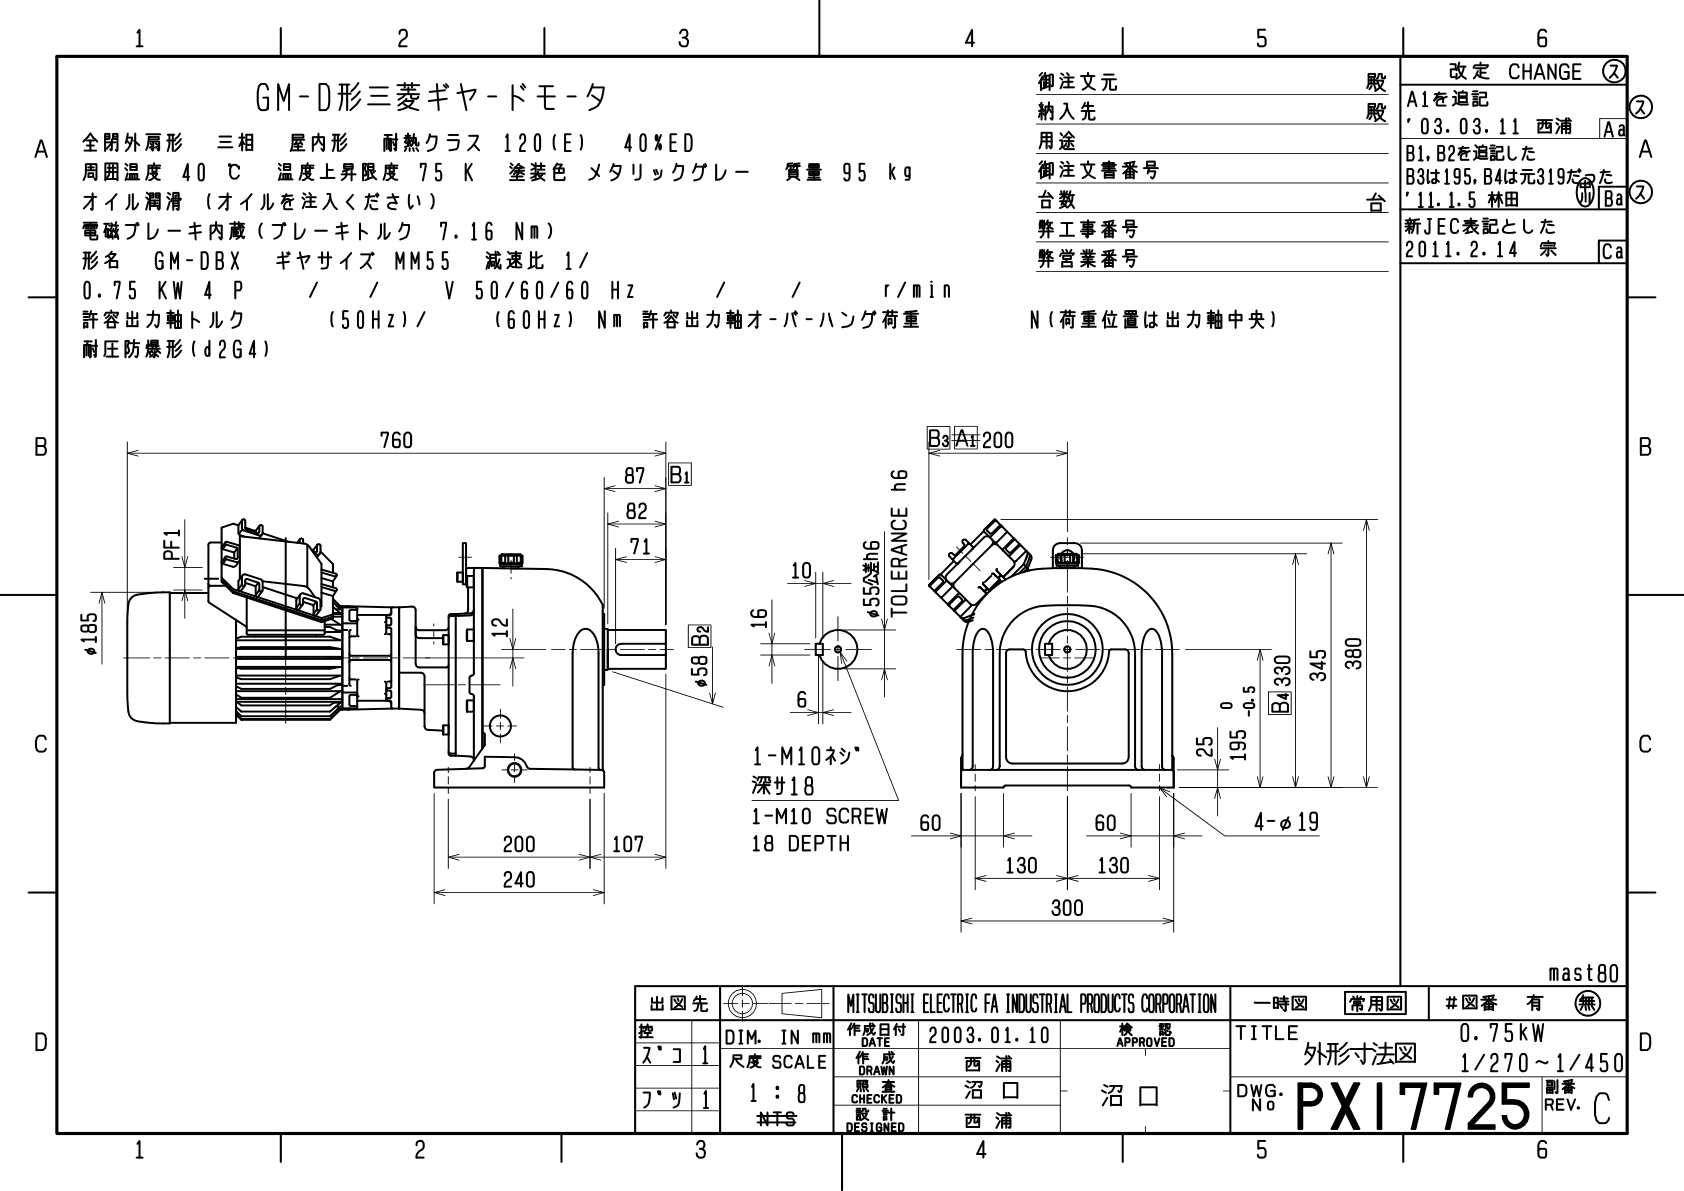 1 2 3 4 5 6
GM-D形三菱ギヤードモータ
全閉外扇形 三相 屋内形 耐熱クラス 120(E) 40%ED
周囲温度 40 ℃ 温度上昇限度 75 K 塗装色 メタリックグレー 質量 95 kg
オイル潤滑 (オイルを注入ください)
電磁ブレーキ内蔵(ブレーキトルク 7.16 Nm)
形名 GM-DBX ギヤサイズ MM55 減速比 1/
0.75 KW 4 P / / V 50/60/60 Hz / / r/min
許容出力軸トルク (50Hz)/ (60Hz) Nm 許容出力軸オーバーハング荷重 N(荷重位置は出力軸中央)
耐圧防爆形(d2G4)
御注文元 殿
納入先 殿
用途
御注文書番号
台数 台
弊工事番号
弊営業番号
改定 CHANGE ス
A1を追記
'03.03.11 西浦 Aa
ス
B1,B2を追記した
B3は195,B4は元319だった
'11.1.5 林田 Ba
ス
新JEC表記とした
2011.2.14 宗 Ca
A A
B B
C C
D D
760
87 B1
82
71
PF1
φ185
12
φ58 B2
200 107
240
10
16
6
φ55公差h6
TOLERANCE h6
1-M10ネジ
深サ18
1-M10 SCREW
18 DEPTH
B3 A1 200
380
345
B4 330
195 0 -0.5
25
60 60
4-φ19
130 130
300
mast80
出図先
控
ズコ 1
ブツ 1
DIM. IN mm
尺度 SCALE
1 : 8
NTS
MITSUBISHI ELECTRIC FA INDUSTRIAL PRODUCTS CORPORATION
作成日付 DATE 2003.01.10
作成 DRAWN 西浦
照査 CHECKED 沼口
設計 DESIGNED 西浦
検認 APPROVED
沼口
一時図 常用図 #図番 有 無
TITLE 0.75kW
外形寸法図 1/270~1/450
DWG. No PX17725 副番 REV. C
1 2 3 4 5 6